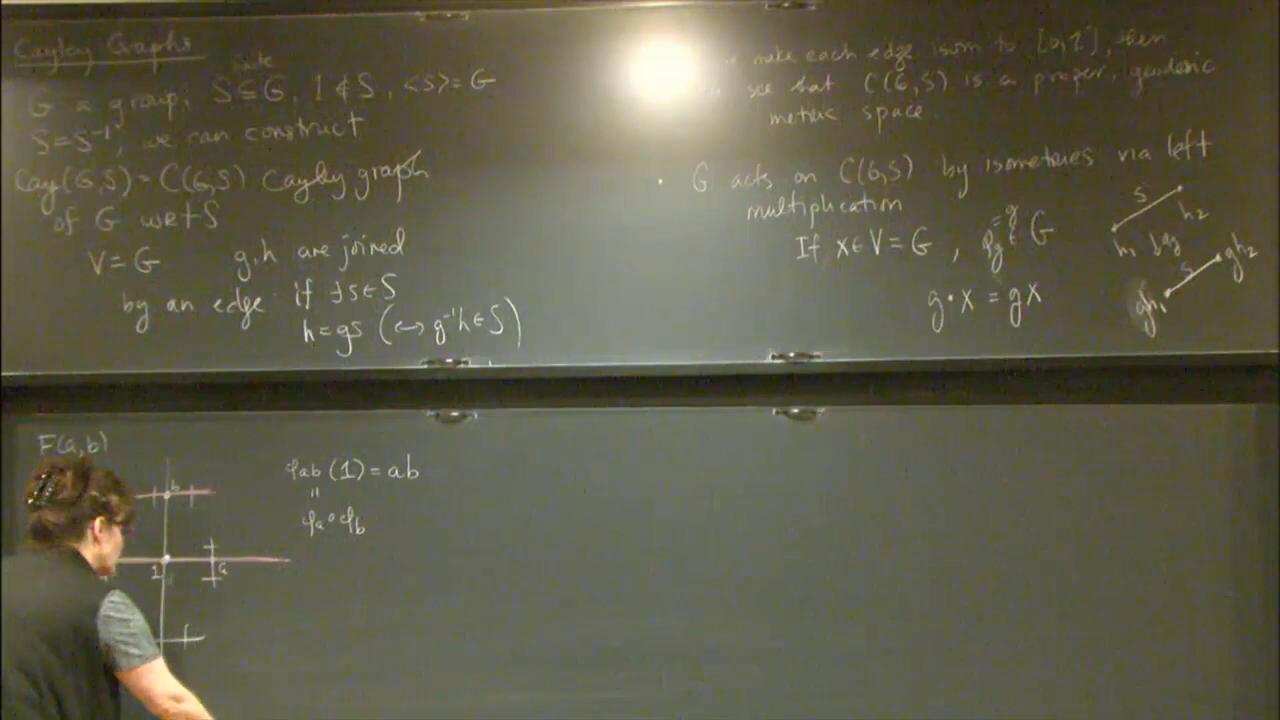 Cayley Graphs
finite
G a group, S ⊆ G, 1 ∉ S, <S> = G
S = S⁻¹, we can construct
Cay(G,S) = C(G,S) Cayley graph
of G wrt S
V = G g,h are joined
by an edge if ∃ s ∈ S
h = gs (↔ g⁻¹h ∈ S)
make each edge isom to [0,1], then
see that C(G,S) is a proper, geodesic
metric space.
· G acts on C(G,S) by isometries via left
multiplication
If x ∈ V = G, φg = g ∈ G
g·x = gx
s
h₁ h₂
s
gh₁ gh₂
F(a,b)
b
1 a
φab (1) = ab
"
φa ∘ φb